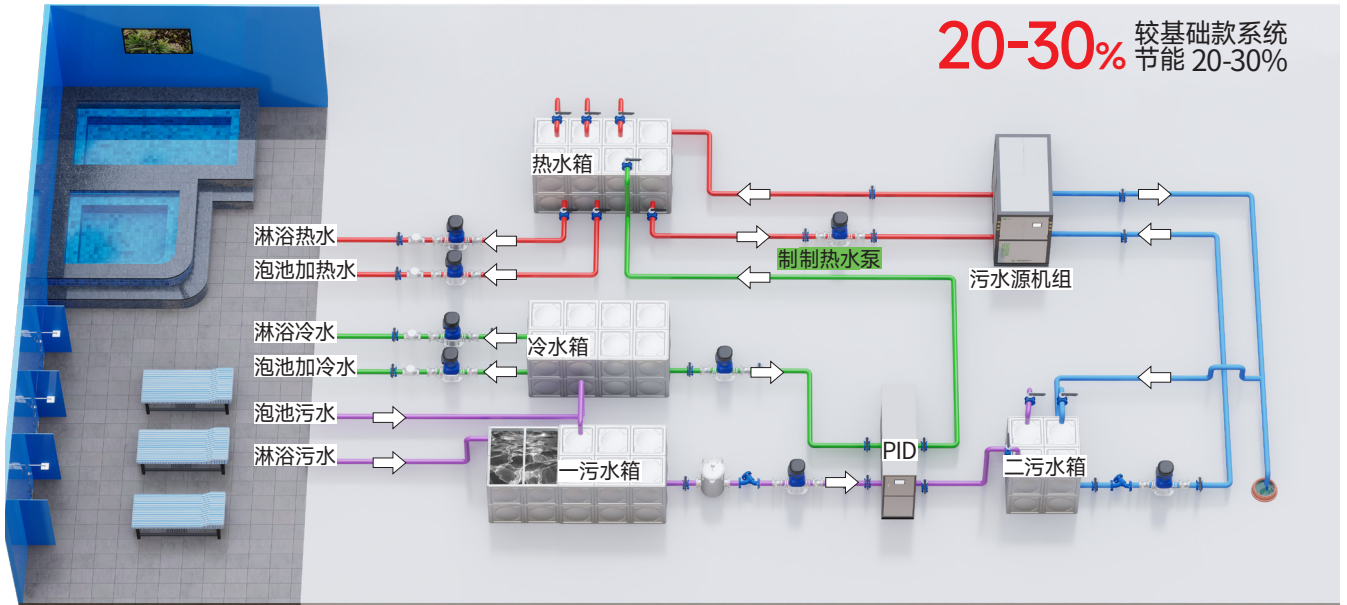 20-30%
较基础款系统
节能 20-30%
热水箱
淋浴热水
泡池加热水
制制热水泵
污水源机组
淋浴冷水
冷水箱
泡池加冷水
泡池污水
淋浴污水
一污水箱
PID
二污水箱